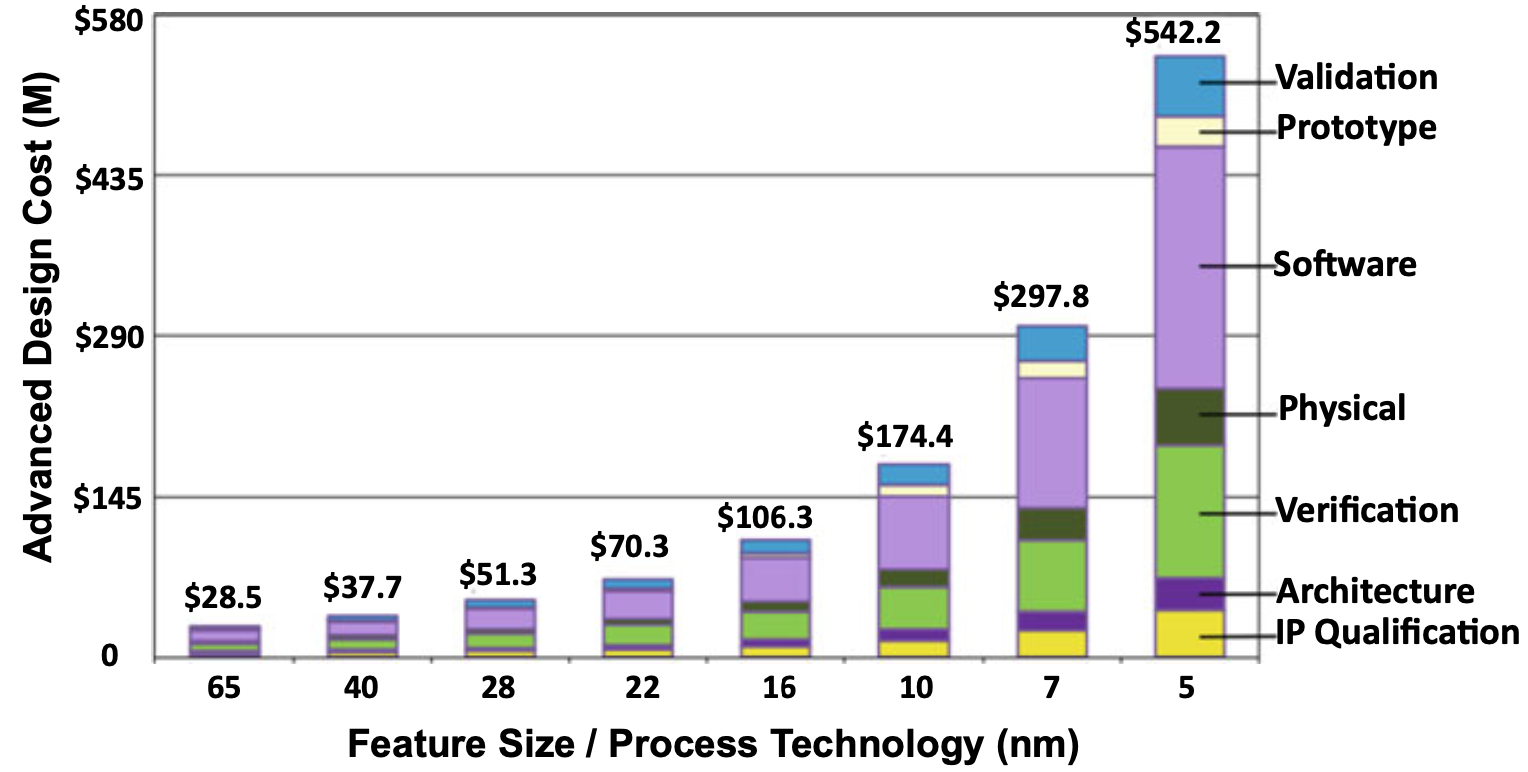 Advanced Design Cost (M)
$580
$435
$290
$145
0
$28.5
$37.7
$51.3
$70.3
$106.3
$174.4
$297.8
$542.2
Validation
Prototype
Software
Physical
Verification
Architecture
IP Qualification
65 40 28 22 16 10 7 5
Feature Size / Process Technology (nm)